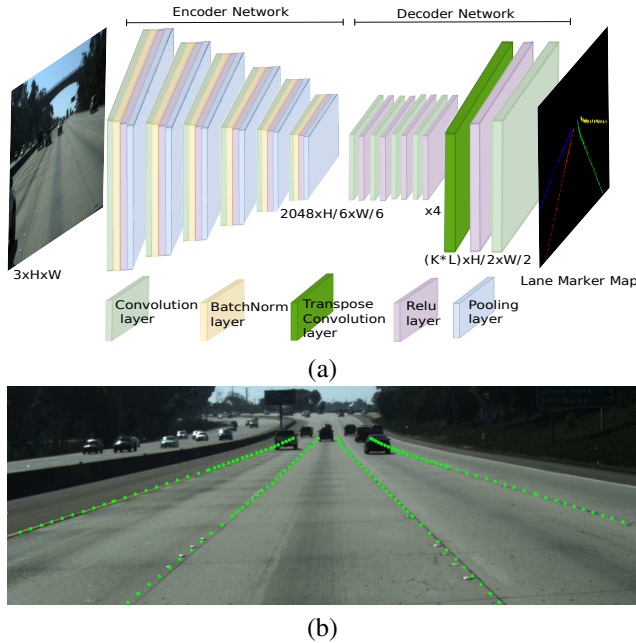 Encoder Network
Decoder Network
3xHxW
2048xH/6xW/6
x4
(K*L)xH/2xW/2
Lane Marker Map
Convolution
layer
BatchNorm
layer
Transpose
Convolution
layer
Relu
layer
Pooling
layer
(a)
(b)